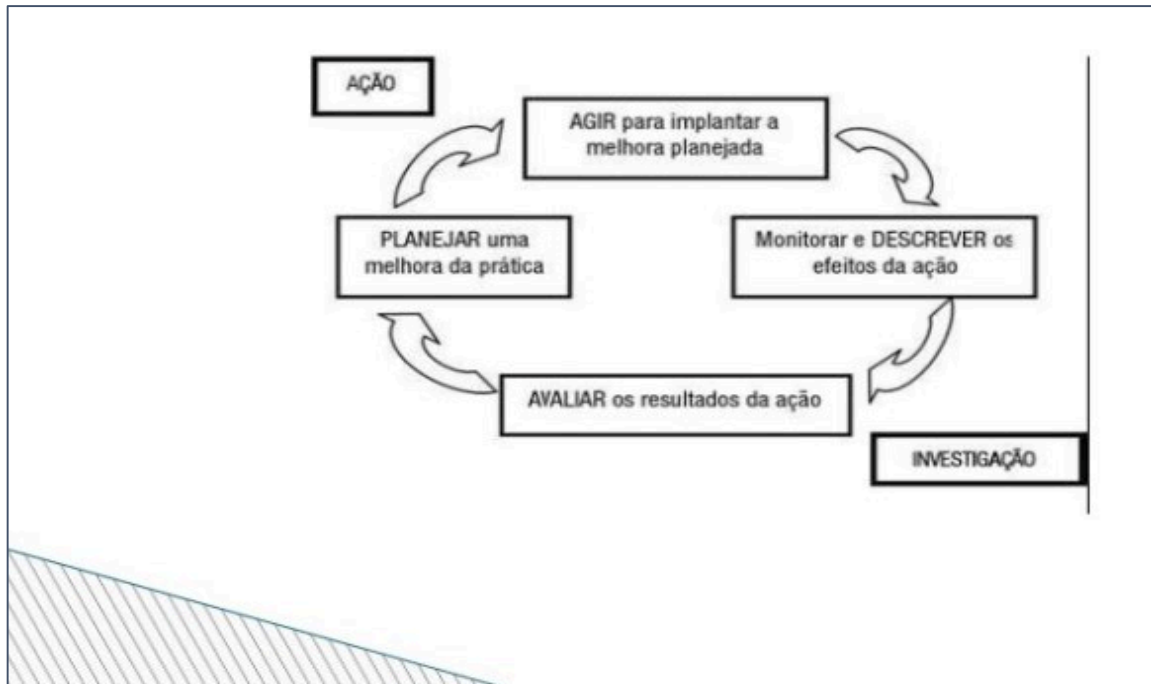 AÇÃO
AGIR para implantar a
melhora planejada
PLANEJAR uma
melhora da prática
Monitorar e DESCREVER os
efeitos da ação
AVALIAR os resultados da ação
INVESTIGAÇÃO